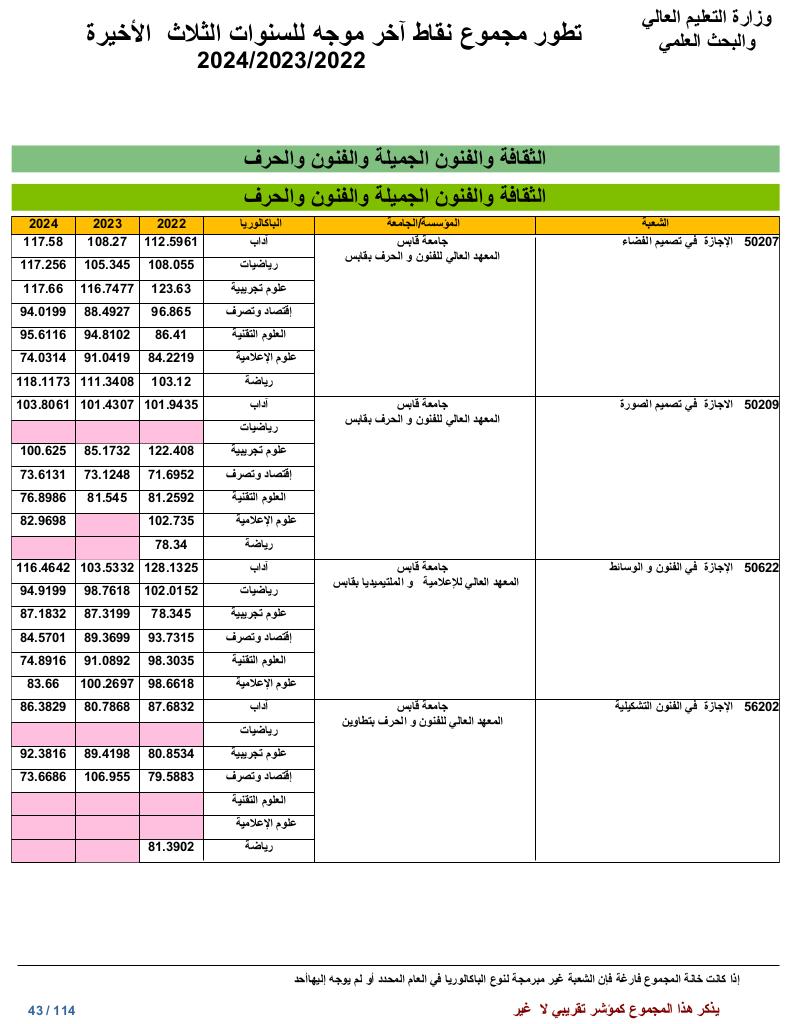 وزارة التعليم العالي
والبحث العلمي
تطور مجموع نقاط آخر موجه للسنوات الثلاث الأخيرة
2024/2023/2022
الثقافة والفنون الجميلة والفنون والحرف
الثقافة والفنون الجميلة والفنون والحرف
الشعبة المؤسسة/الجامعة الباكالوريا 2022 2023 2024
50207 الإجازة في تصميم الفضاء جامعة قابس آداب 112.5961 108.27 117.58
المعهد العالي للفنون و الحرف بقابس
رياضيات 108.055 105.345 117.256
علوم تجريبية 123.63 116.7477 117.66
إقتصاد وتصرف 96.865 88.4927 94.0199
العلوم التقنية 86.41 94.8102 95.6116
علوم الإعلامية 84.2219 91.0419 74.0314
رياضة 103.12 111.3408 118.1173
50209 الاجازة في تصميم الصورة جامعة قابس آداب 101.9435 101.4307 103.8061
المعهد العالي للفنون و الحرف بقابس
رياضيات
علوم تجريبية 122.408 85.1732 100.625
إقتصاد وتصرف 71.6952 73.1248 73.6131
العلوم التقنية 81.2592 81.545 76.8986
علوم الإعلامية 102.735 82.9698
رياضة 78.34
50622 الإجازة في الفنون و الوسائط جامعة قابس آداب 128.1325 103.5332 116.4642
المعهد العالي للإعلامية و الملتيميديا بقابس
رياضيات 102.0152 98.7618 94.9199
علوم تجريبية 78.345 87.3199 87.1832
إقتصاد وتصرف 93.7315 89.3699 84.5701
العلوم التقنية 98.3035 91.0892 74.8916
علوم الإعلامية 98.6618 100.2697 83.66
56202 الإجازة في الفنون التشكيلية جامعة قابس آداب 87.6832 80.7868 86.3829
المعهد العالي للفنون و الحرف بتطاوين
رياضيات
علوم تجريبية 80.8534 89.4198 92.3816
إقتصاد وتصرف 79.5883 106.955 73.6686
العلوم التقنية
علوم الإعلامية
رياضة 81.3902
إذا كانت خانة المجموع فارغة فإن الشعبة غير مبرمجة لنوع الباكالوريا في العام المحدد أو لم يوجه إليهاأحد
يذكر هذا المجموع كمؤشر تقريبي لا غير
43 / 114